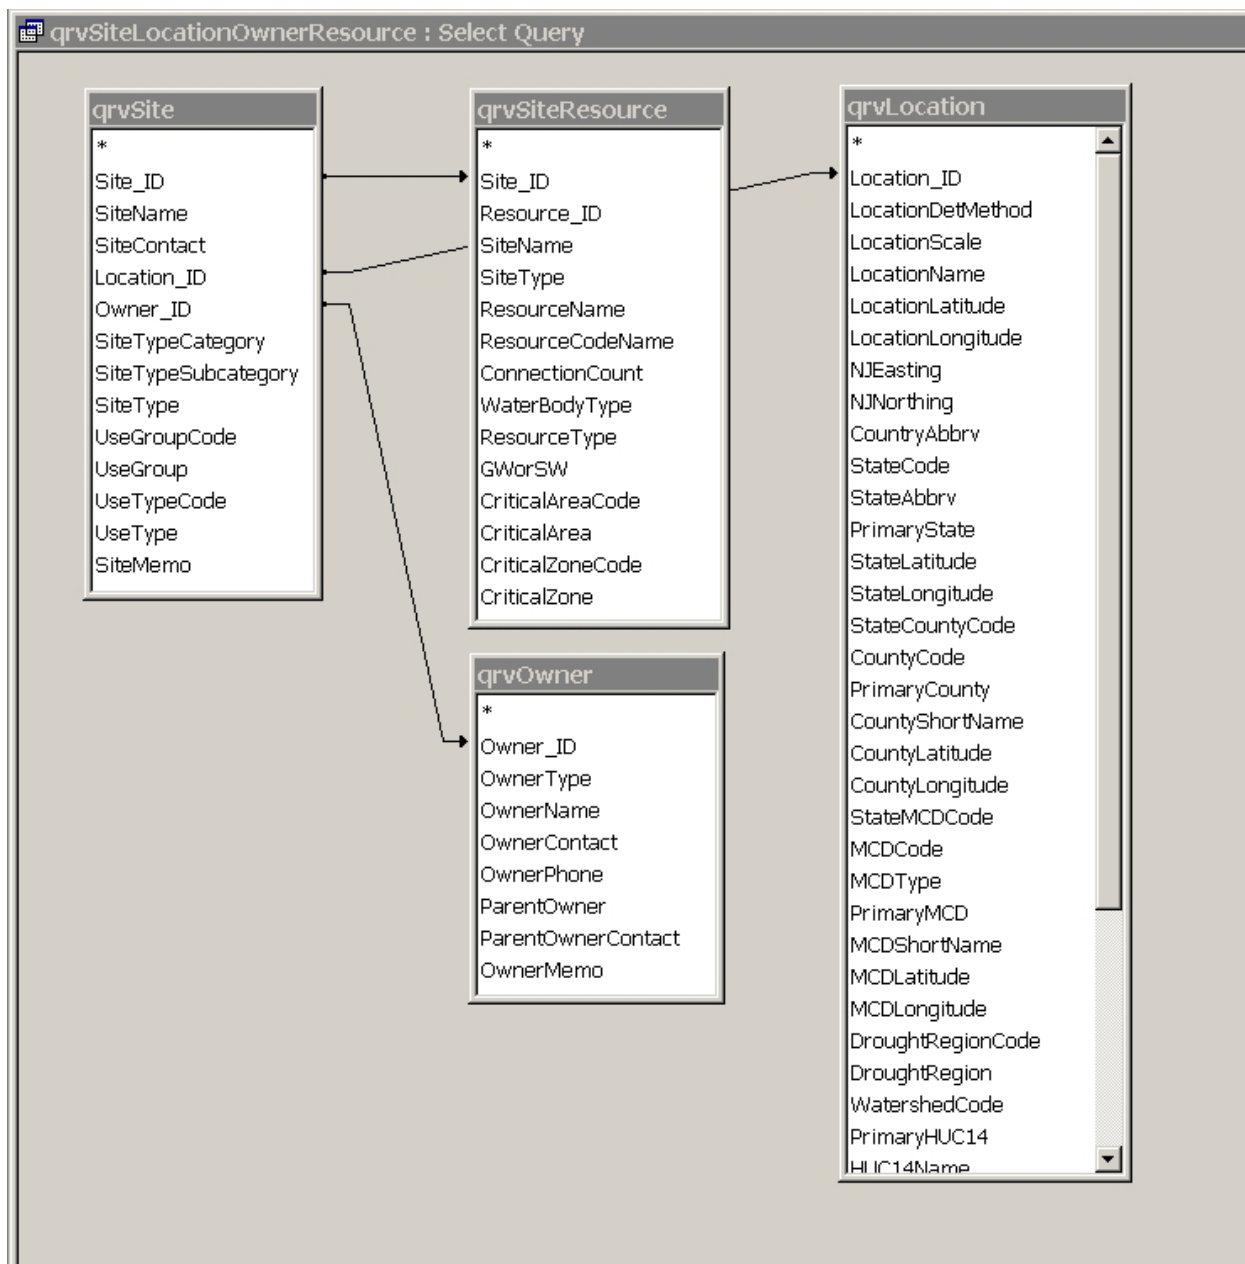 qrvSiteLocationOwnerResource : Select Query
qrvSite
*
Site_ID
SiteName
SiteContact
Location_ID
Owner_ID
SiteTypeCategory
SiteTypeSubcategory
SiteType
UseGroupCode
UseGroup
UseTypeCode
UseType
SiteMemo
qrvSiteResource
*
Site_ID
Resource_ID
SiteName
SiteType
ResourceName
ResourceCodeName
ConnectionCount
WaterBodyType
ResourceType
GWorSW
CriticalAreaCode
CriticalArea
CriticalZoneCode
CriticalZone
qrvOwner
*
Owner_ID
OwnerType
OwnerName
OwnerContact
OwnerPhone
ParentOwner
ParentOwnerContact
OwnerMemo
qrvLocation
*
Location_ID
LocationDetMethod
LocationScale
LocationName
LocationLatitude
LocationLongitude
NJEasting
NJNorthing
CountryAbbrv
StateCode
StateAbbrv
PrimaryState
StateLatitude
StateLongitude
StateCountyCode
CountyCode
PrimaryCounty
CountyShortName
CountyLatitude
CountyLongitude
StateMCDCode
MCDCode
MCDType
PrimaryMCD
MCDShortName
MCDLatitude
MCDLongitude
DroughtRegionCode
DroughtRegion
WatershedCode
PrimaryHUC14
HUC14Name